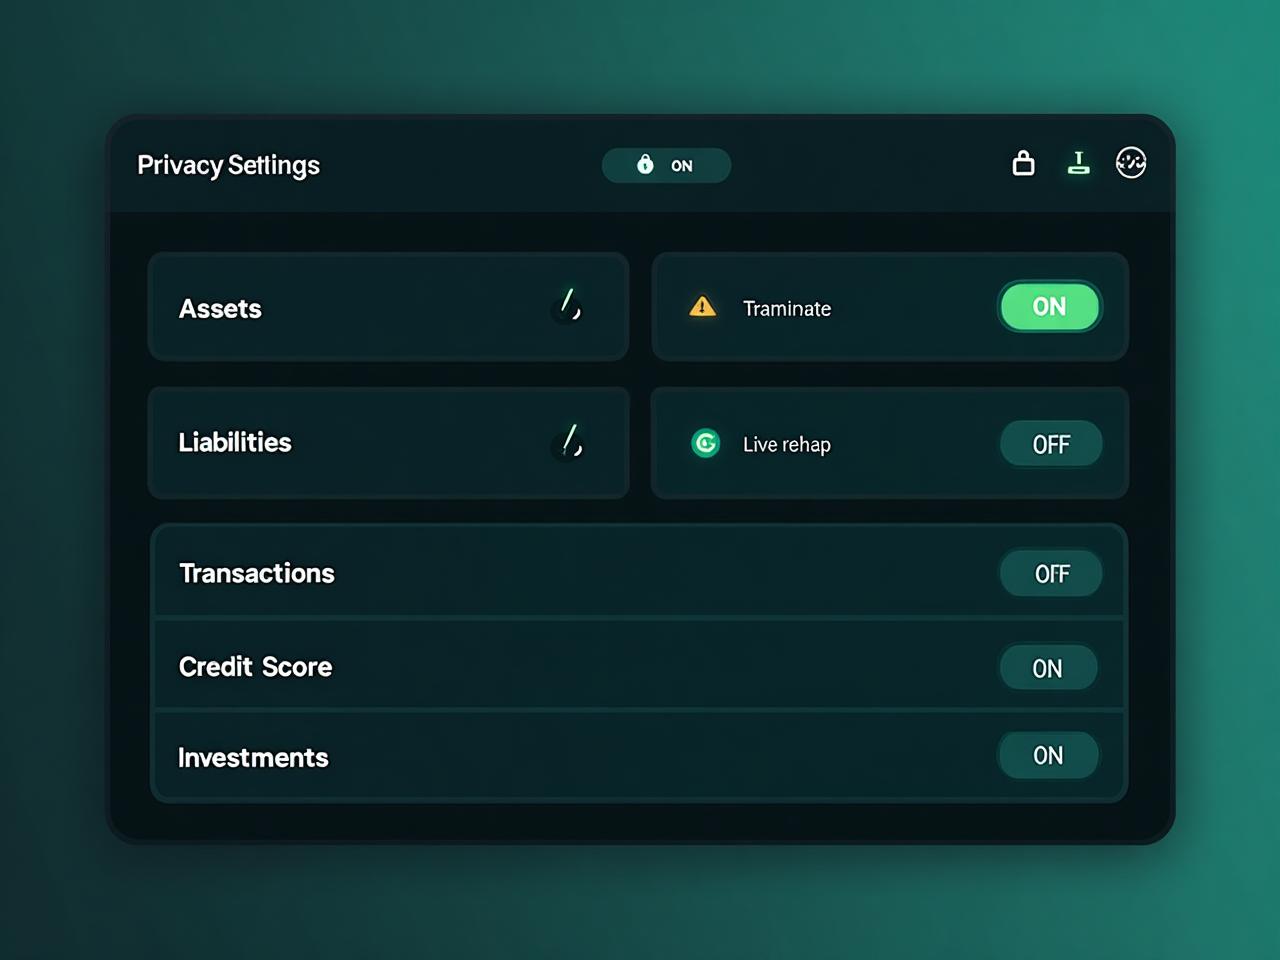 Privacy Settings
ON
Assets
Traminate
ON
Liabilities
Live rehap
OFF
Transactions
OFF
Credit Score
ON
Investments
ON